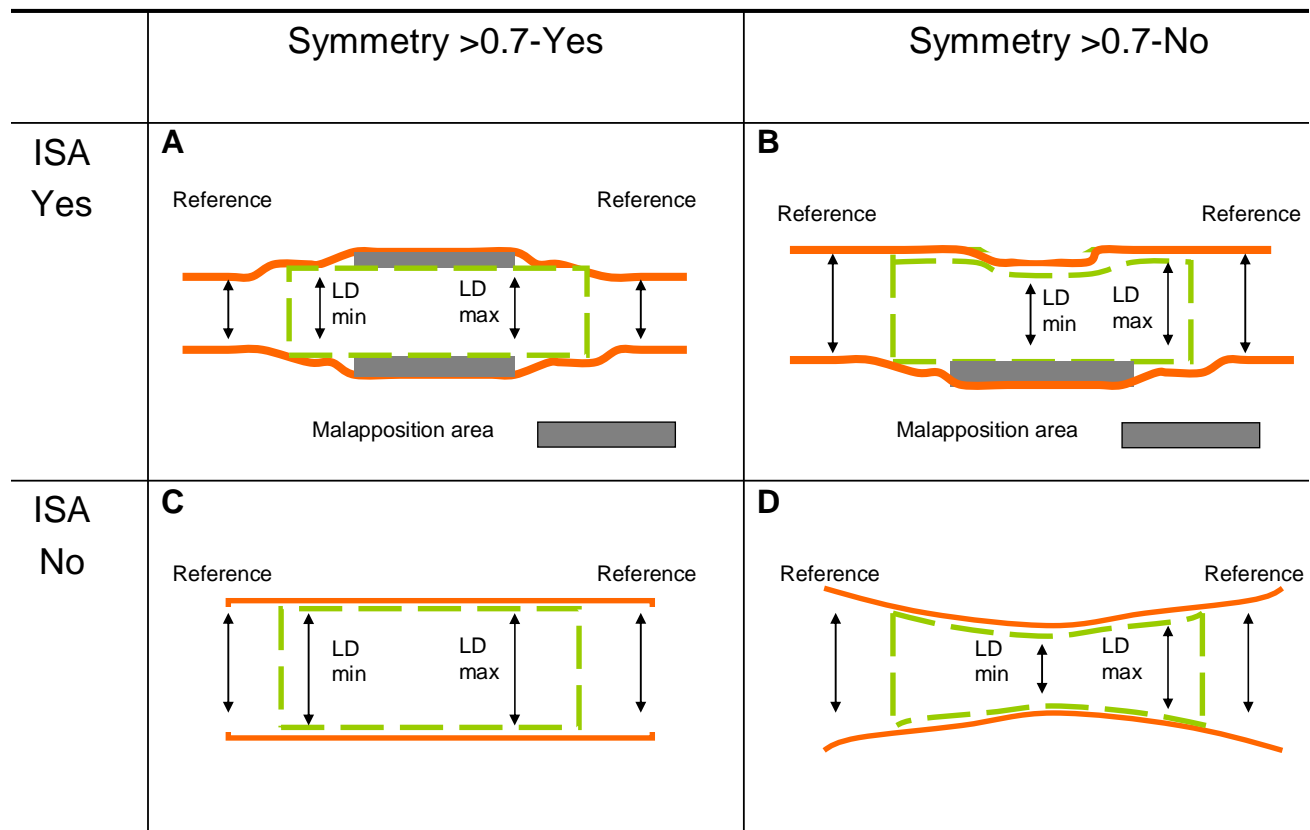 Symmetry >0.7-Yes
Symmetry >0.7-No
ISA
Yes
A
Reference
Reference
LD
min
LD
max
Malapposition area
B
Reference
Reference
LD
min
LD
max
Malapposition area
ISA
No
C
Reference
Reference
LD
min
LD
max
D
Reference
Reference
LD
min
LD
max